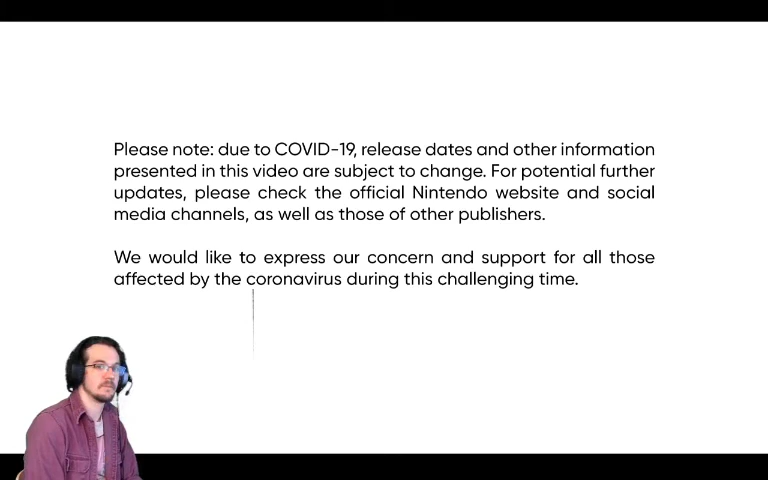 Please note: due to COVID-19, release dates and other information
presented in this video are subject to change. For potential further
updates, please check the official Nintendo website and social
media channels, as well as those of other publishers.
We would like to express our concern and support for all those
affected by the coronavirus during this challenging time.